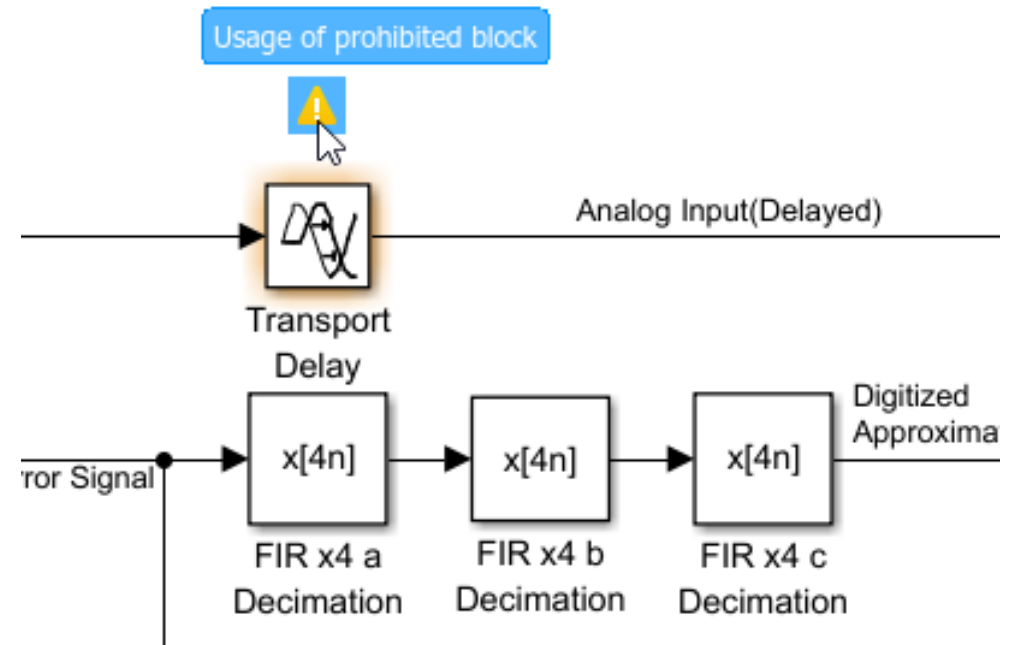 Usage of prohibited block
Analog Input(Delayed)
Transport
Delay
Digitized
Approxima
x[4n]
x[4n]
x[4n]
rror Signal
FIR x4 a
Decimation
FIR x4 b
Decimation
FIR x4 c
Decimation